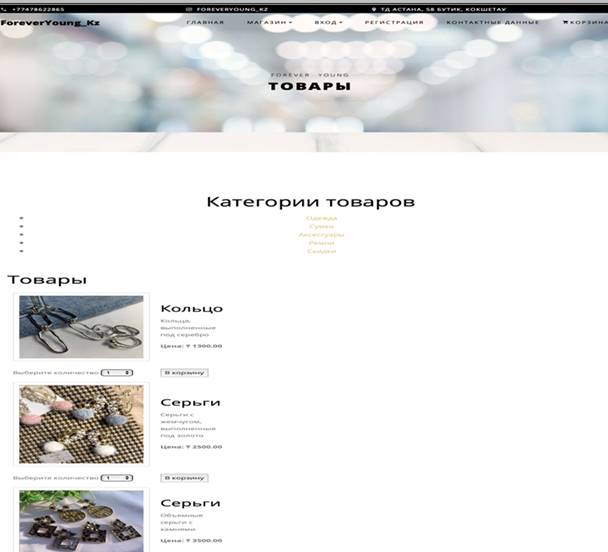 +77478622865 FOREVERYOUNG_KZ ТД АСТАНА, 58 БУТИК, КОКШЕТАУ
ForeverYoung_Kz ГЛАВНАЯ МАГАЗИН ВХОД РЕГИСТРАЦИЯ КОНТАКТНЫЕ ДАННЫЕ КОРЗИНА
FOREVER YOUNG
ТОВАРЫ
Категории товаров
Одежда
Сумки
Аксессуары
Ремни
Скидки
Товары
Кольцо
Кольца,
выполненные
под серебро
Цена: ₸ 1300.00
Выберите количество 1 В корзину
Серьги
Серьги с
жемчугом,
выполненные
под золото
Цена: ₸ 2500.00
Выберите количество 1 В корзину
Серьги
Объемные
серьги с
камнями
Цена: ₸ 3500.00